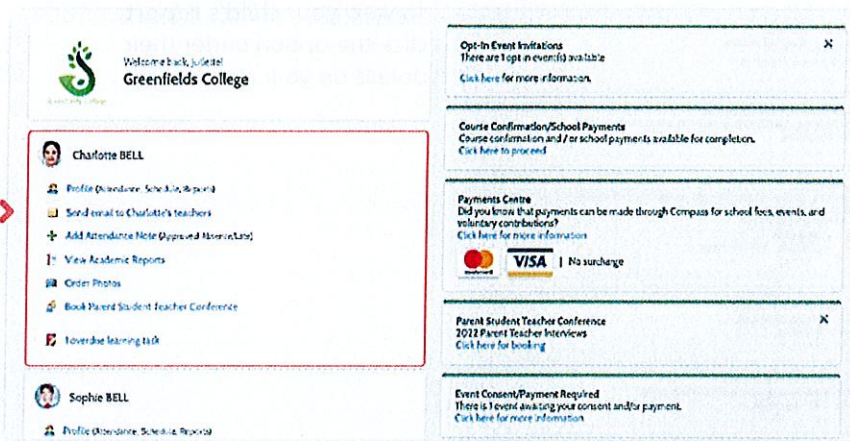 Welcome back, Juliette!
Greenfields College
Charlotte BELL
Profile (Attendance, Schedule, Reports)
Send email to Charlotte's teachers
Add Attendance Note (Approved Absence/Late)
View Academic Reports
Order Photos
Book Parent Student Teacher Conference
1 overdue learning task
Sophie BELL
Profile (Attendance, Schedule, Reports)
Opt-In Event Invitations
There are 1 opt in event(s) available
Click here for more information.
Course Confirmation/School Payments
Course confirmation and / or school payments available for completion.
Click here to proceed
Payments Centre
Did you know that payments can be made through Compass for school fees, events, and
voluntary contributions?
Click here for more information
mastercard VISA | No surcharge
Parent Student Teacher Conference
2022 Parent Teacher Interviews
Click here for booking
Event Consent/Payment Required
There is 1 event awaiting your consent and/or payment.
Click here for more information